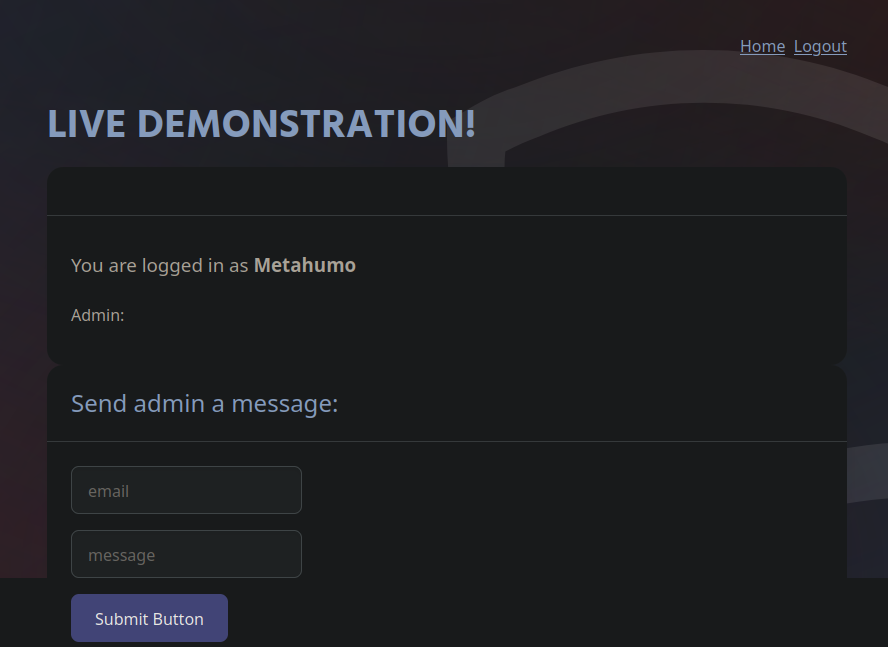 Home Logout
LIVE DEMONSTRATION!
You are logged in as Metahumo
Admin:
Send admin a message:
email
message
Submit Button